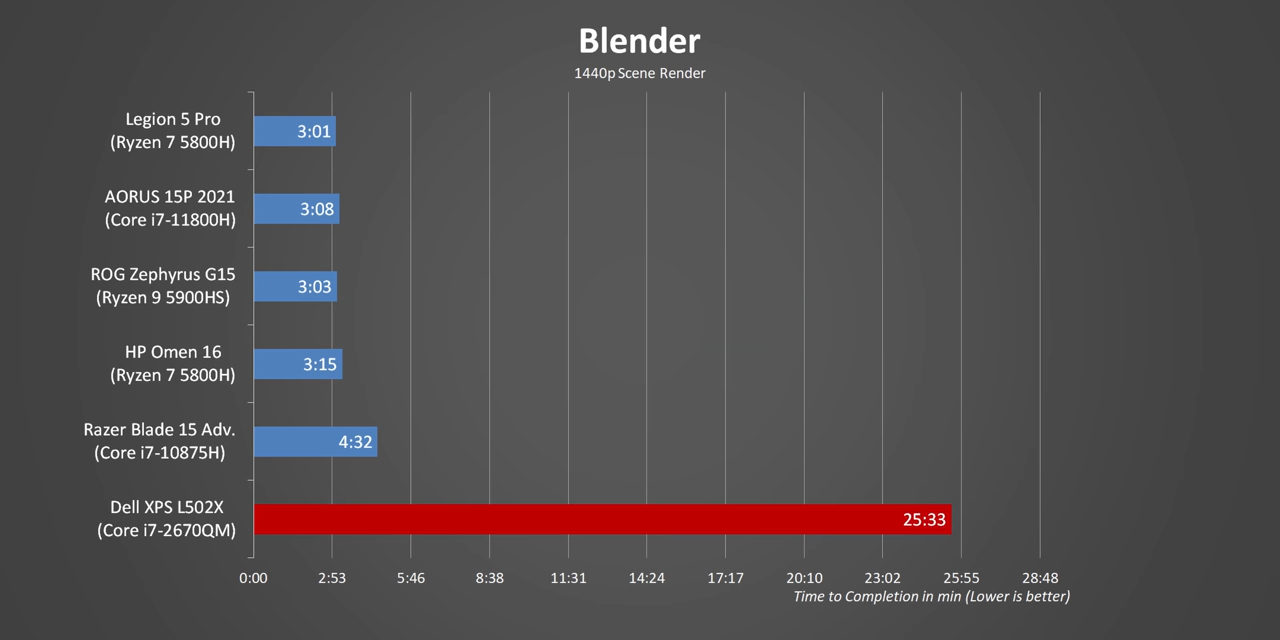 Blender
1440p Scene Render
Legion 5 Pro
(Ryzen 7 5800H)
3:01
AORUS 15P 2021
(Core i7-11800H)
3:08
ROG Zephyrus G15
(Ryzen 9 5900HS)
3:03
HP Omen 16
(Ryzen 7 5800H)
3:15
Razer Blade 15 Adv.
(Core i7-10875H)
4:32
Dell XPS L502X
(Core i7-2670QM)
25:33
0:00 2:53 5:46 8:38 11:31 14:24 17:17 20:10 23:02 25:55 28:48
Time to Completion in min (Lower is better)